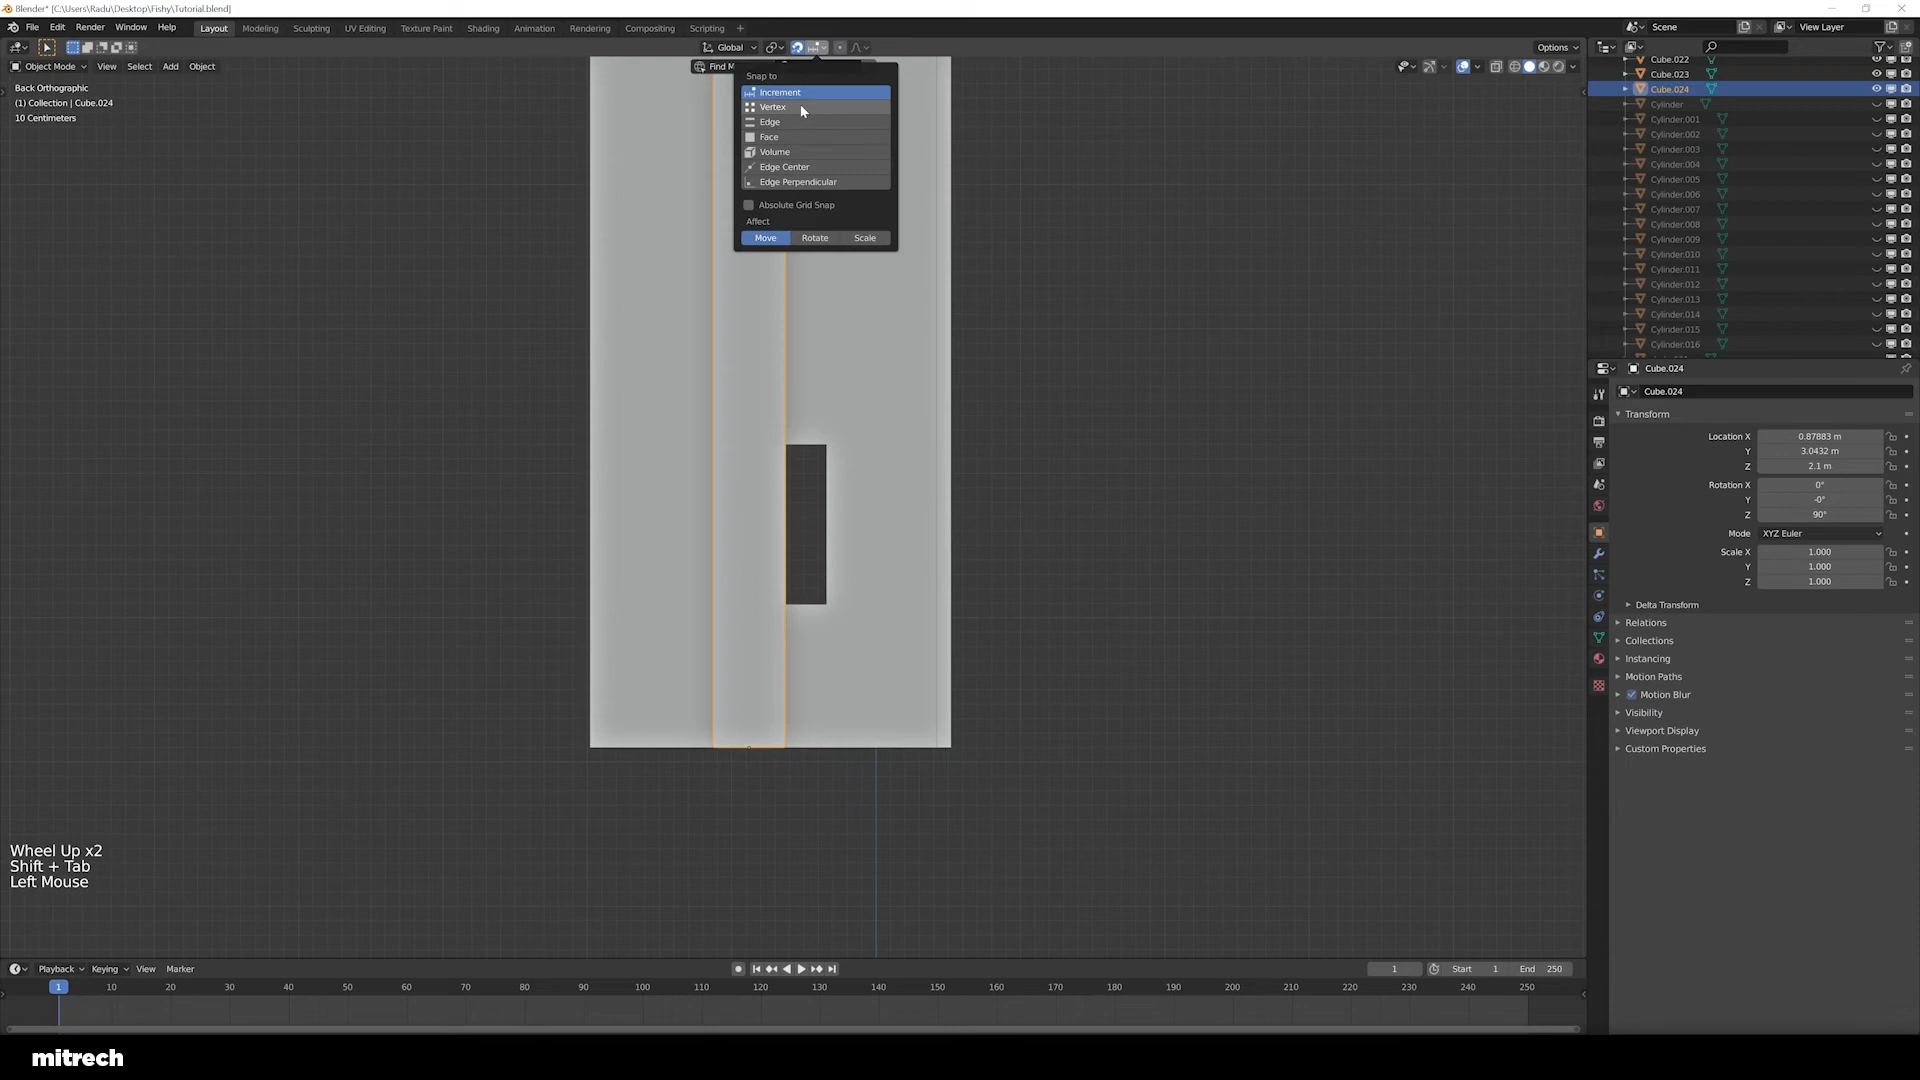 Blender* [C:\Users\Radu\Desktop\Fishy\Tutorial.blend]
File Edit Render Window Help Layout Modeling Sculpting UV Editing Texture Paint Shading Animation Rendering Compositing Scripting + Scene View Layer
Global Options
Object Mode View Select Add Object Find M
Back Orthographic
(1) Collection | Cube.024
10 Centimeters
Snap to
Increment
Vertex
Edge
Face
Volume
Edge Center
Edge Perpendicular
Absolute Grid Snap
Affect
Move Rotate Scale
Cube.022
Cube.023
Cube.024
Cylinder
Cylinder.001
Cylinder.002
Cylinder.003
Cylinder.004
Cylinder.005
Cylinder.006
Cylinder.007
Cylinder.008
Cylinder.009
Cylinder.010
Cylinder.011
Cylinder.012
Cylinder.013
Cylinder.014
Cylinder.015
Cylinder.016
Cube.024
Cube.024
Transform
Location X 0.87883 m
Y 3.0432 m
Z 2.1 m
Rotation X 0°
Y -0°
Z 90°
Mode XYZ Euler
Scale X 1.000
Y 1.000
Z 1.000
Delta Transform
Relations
Collections
Instancing
Motion Paths
Motion Blur
Visibility
Viewport Display
Custom Properties
Wheel Up x2
Shift + Tab
Left Mouse
Playback Keying View Marker 1 Start 1 End 250
1 10 20 30 40 50 60 70 80 90 100 110 120 130 140 150 160 170 180 190 200 210 220 230 240 250
mitrech